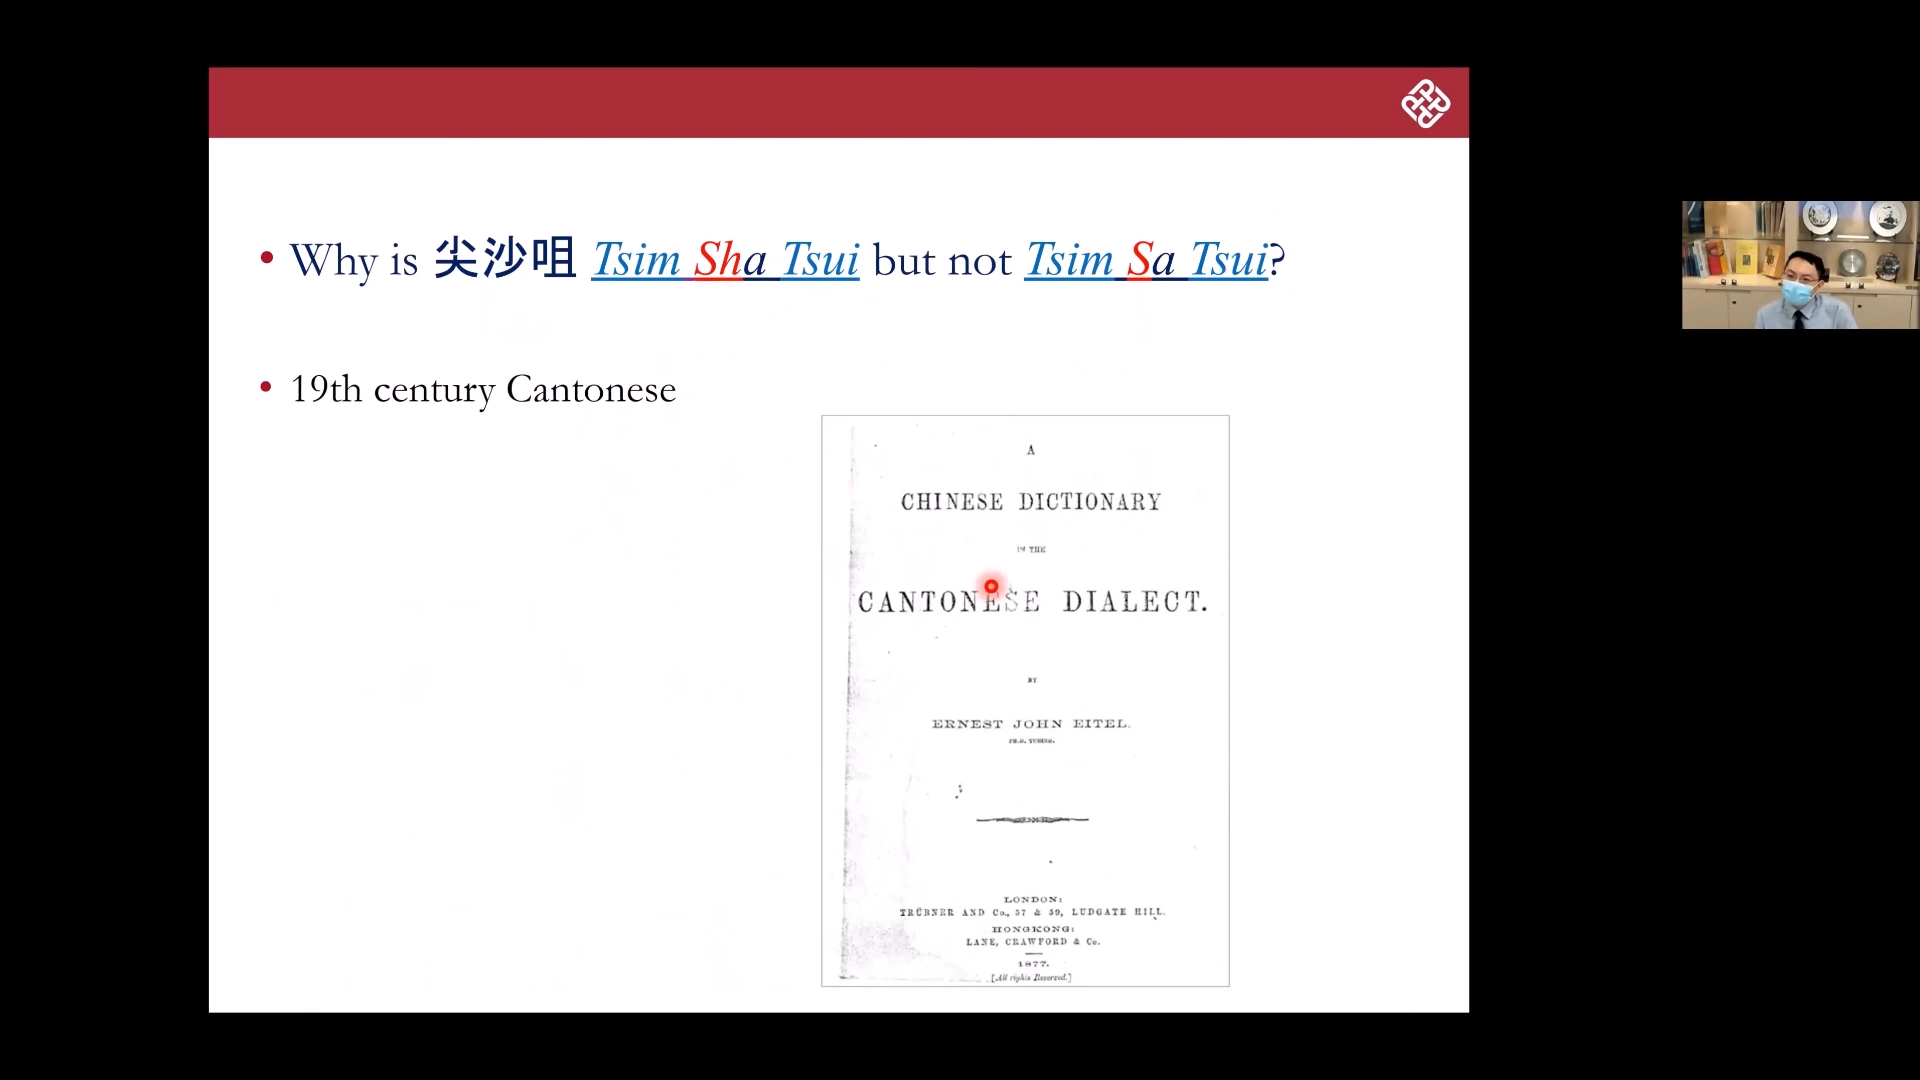 Why is 尖沙咀 Tsim Sha Tsui but not Tsim Sa Tsui?
19th century Cantonese
A
CHINESE DICTIONARY
IN THE
CANTONESE DIALECT.
BY
ERNEST JOHN EITEL.
PH.D. TUBING.
LONDON:
TRÜBNER AND Co., 57 & 59, LUDGATE HILL.
HONGKONG:
LANE, CRAWFORD & Co.
1877.
[All rights Reserved.]